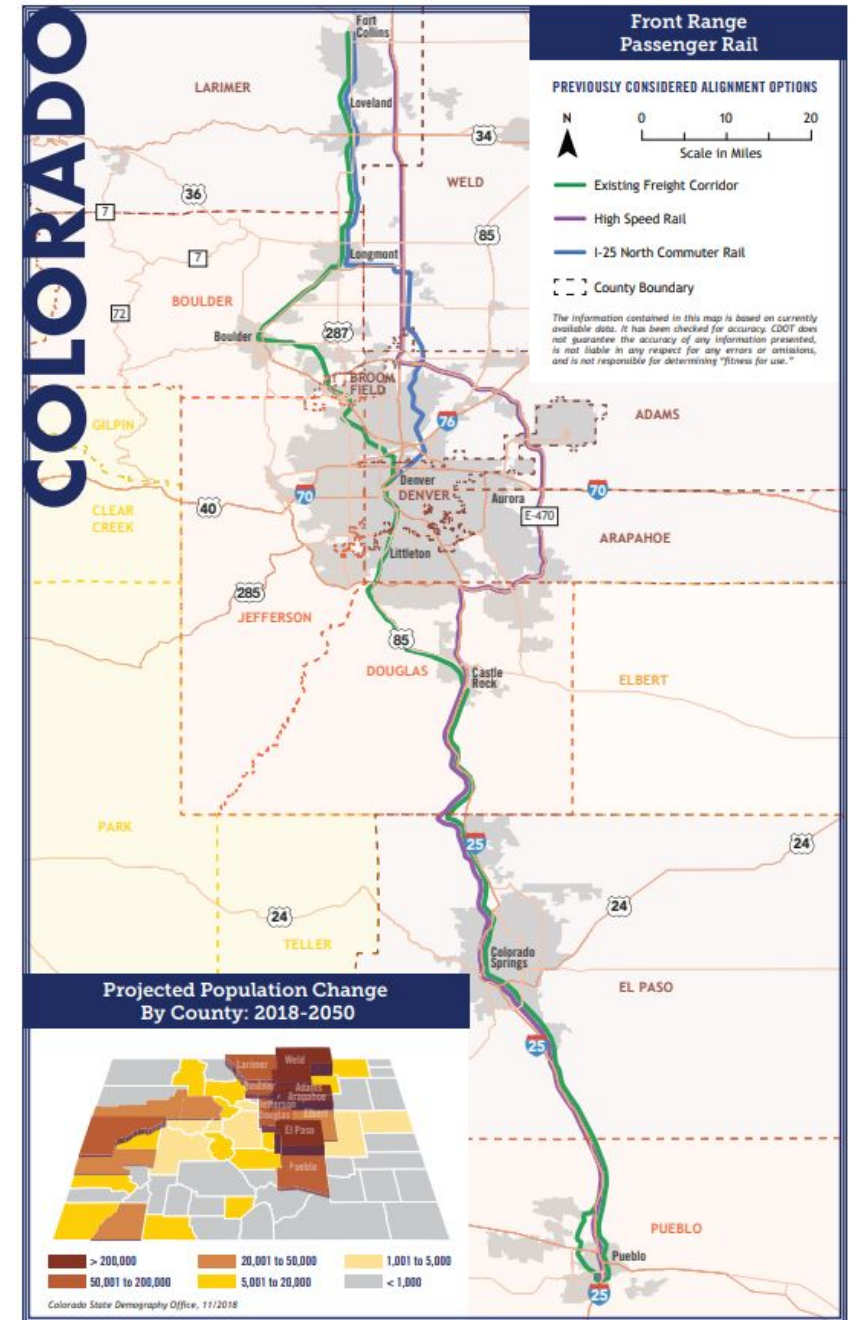 COLORADO
Front Range
Passenger Rail
PREVIOUSLY CONSIDERED ALIGNMENT OPTIONS
N
0 10 20
Scale in Miles
Existing Freight Corridor
High Speed Rail
I-25 North Commuter Rail
County Boundary
The information contained in this map is based on currently
available data. It has been checked for accuracy. CDOT does
not guarantee the accuracy of any information presented,
is not liable in any respect for any errors or omissions,
and is not responsible for determining "fitness for use."
Fort
Collins
LARIMER
Loveland
34
WELD
36
7
85
Longmont
7
BOULDER
72
287
Boulder
BROOM
FIELD
ADAMS
76
GILPIN
Denver
DENVER
Aurora
70
70
40
CLEAR
CREEK
E-470
ARAPAHOE
Littleton
285
JEFFERSON
85
DOUGLAS
Castle
Rock
ELBERT
PARK
25
24
24
24
TELLER
Colorado
Springs
EL PASO
25
PUEBLO
Pueblo
25
Projected Population Change
By County: 2018-2050
Weld
Larimer
Boulder
Adams
Arapahoe
Jefferson
Douglas
Elbert
El Paso
Pueblo
> 200,000
20,001 to 50,000
1,001 to 5,000
50,001 to 200,000
5,001 to 20,000
< 1,000
Colorado State Demography Office, 11/2018